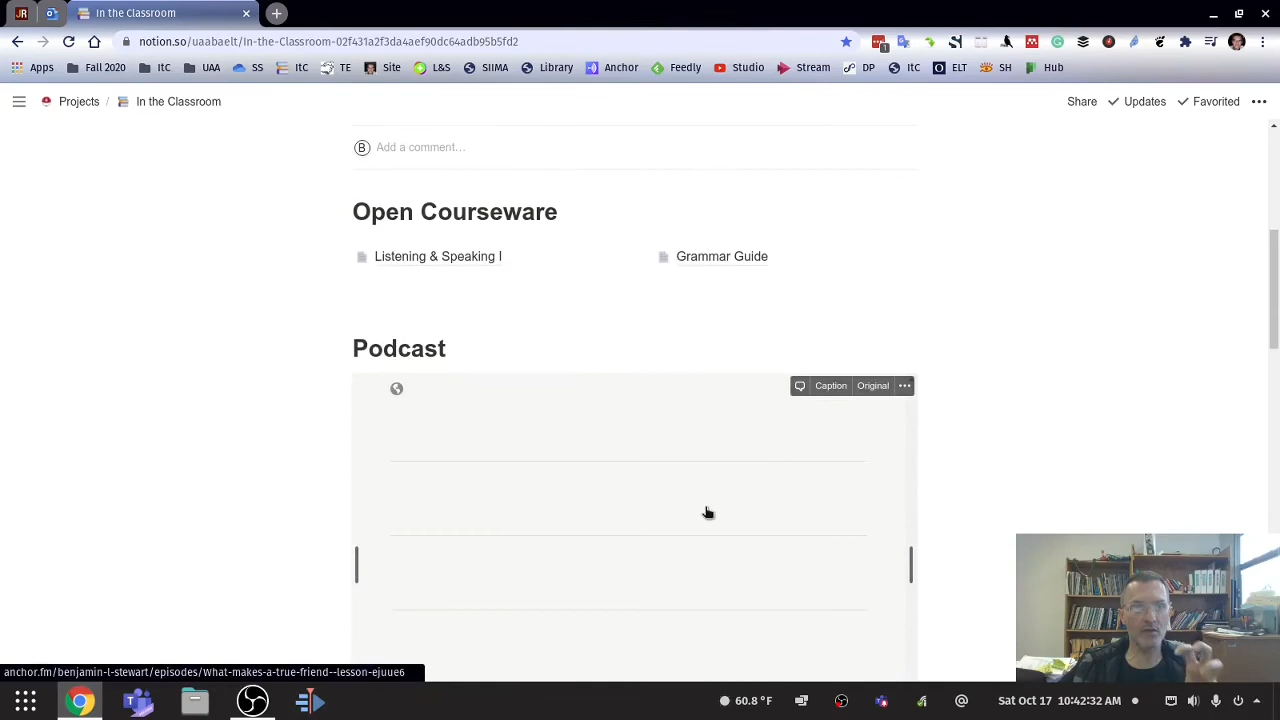 In the Classroom
notion.so/uaabaelt/In-the-Classroom-02f431a2f3da4aef90dc64adb95b5fd2
Apps Fall 2020 ItC UAA SS ItC TE Site L&S SIIMA Library Anchor Feedly Studio Stream DP ItC ELT SH Hub
Projects / In the Classroom Share Updates Favorited
B Add a comment…
Open Courseware
Listening & Speaking I Grammar Guide
Podcast
Caption Original
anchor.fm/benjamin-l-stewart/episodes/What-makes-a-true-friend--lesson-ejuue6
60.8 °F Sat Oct 17 10:42:32 AM